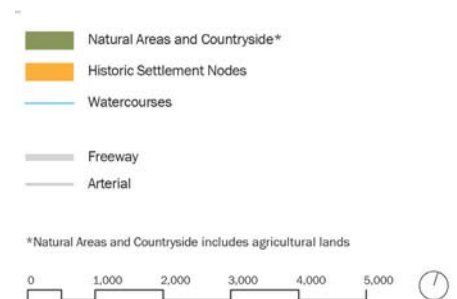 Natural Areas and Countryside*
Historic Settlement Nodes
Watercourses
Freeway
Arterial
*Natural Areas and Countryside includes agricultural lands
0 1,000 2,000 3,000 4,000 5,000